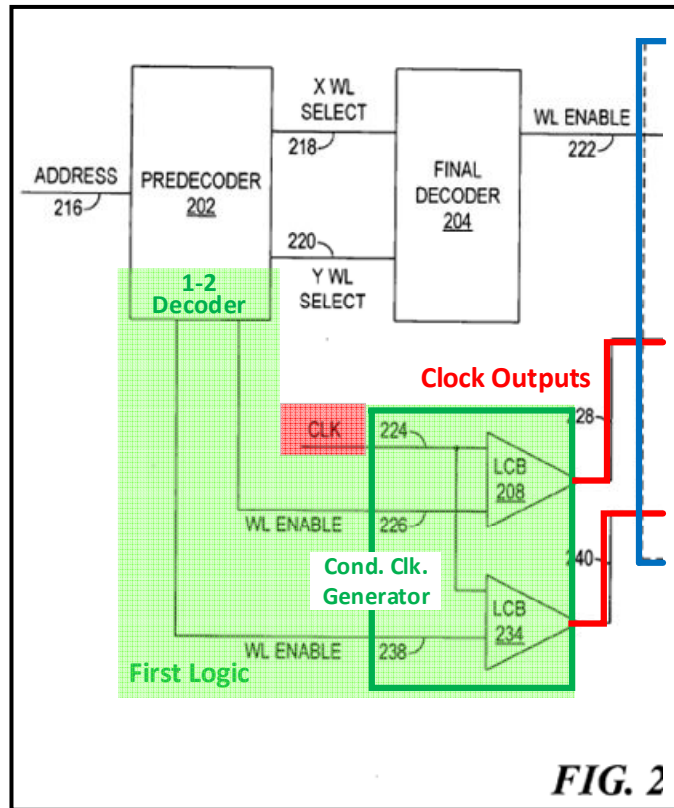 X WL
SELECT
218
WL ENABLE
222
ADDRESS
216
PREDECODER
202
FINAL
DECODER
204
220
Y WL
SELECT
1-2
Decoder
Clock Outputs
CLK
224
228
LCB
208
WL ENABLE
226
240
Cond. Clk.
Generator
LCB
234
WL ENABLE
238
First Logic
FIG. 2